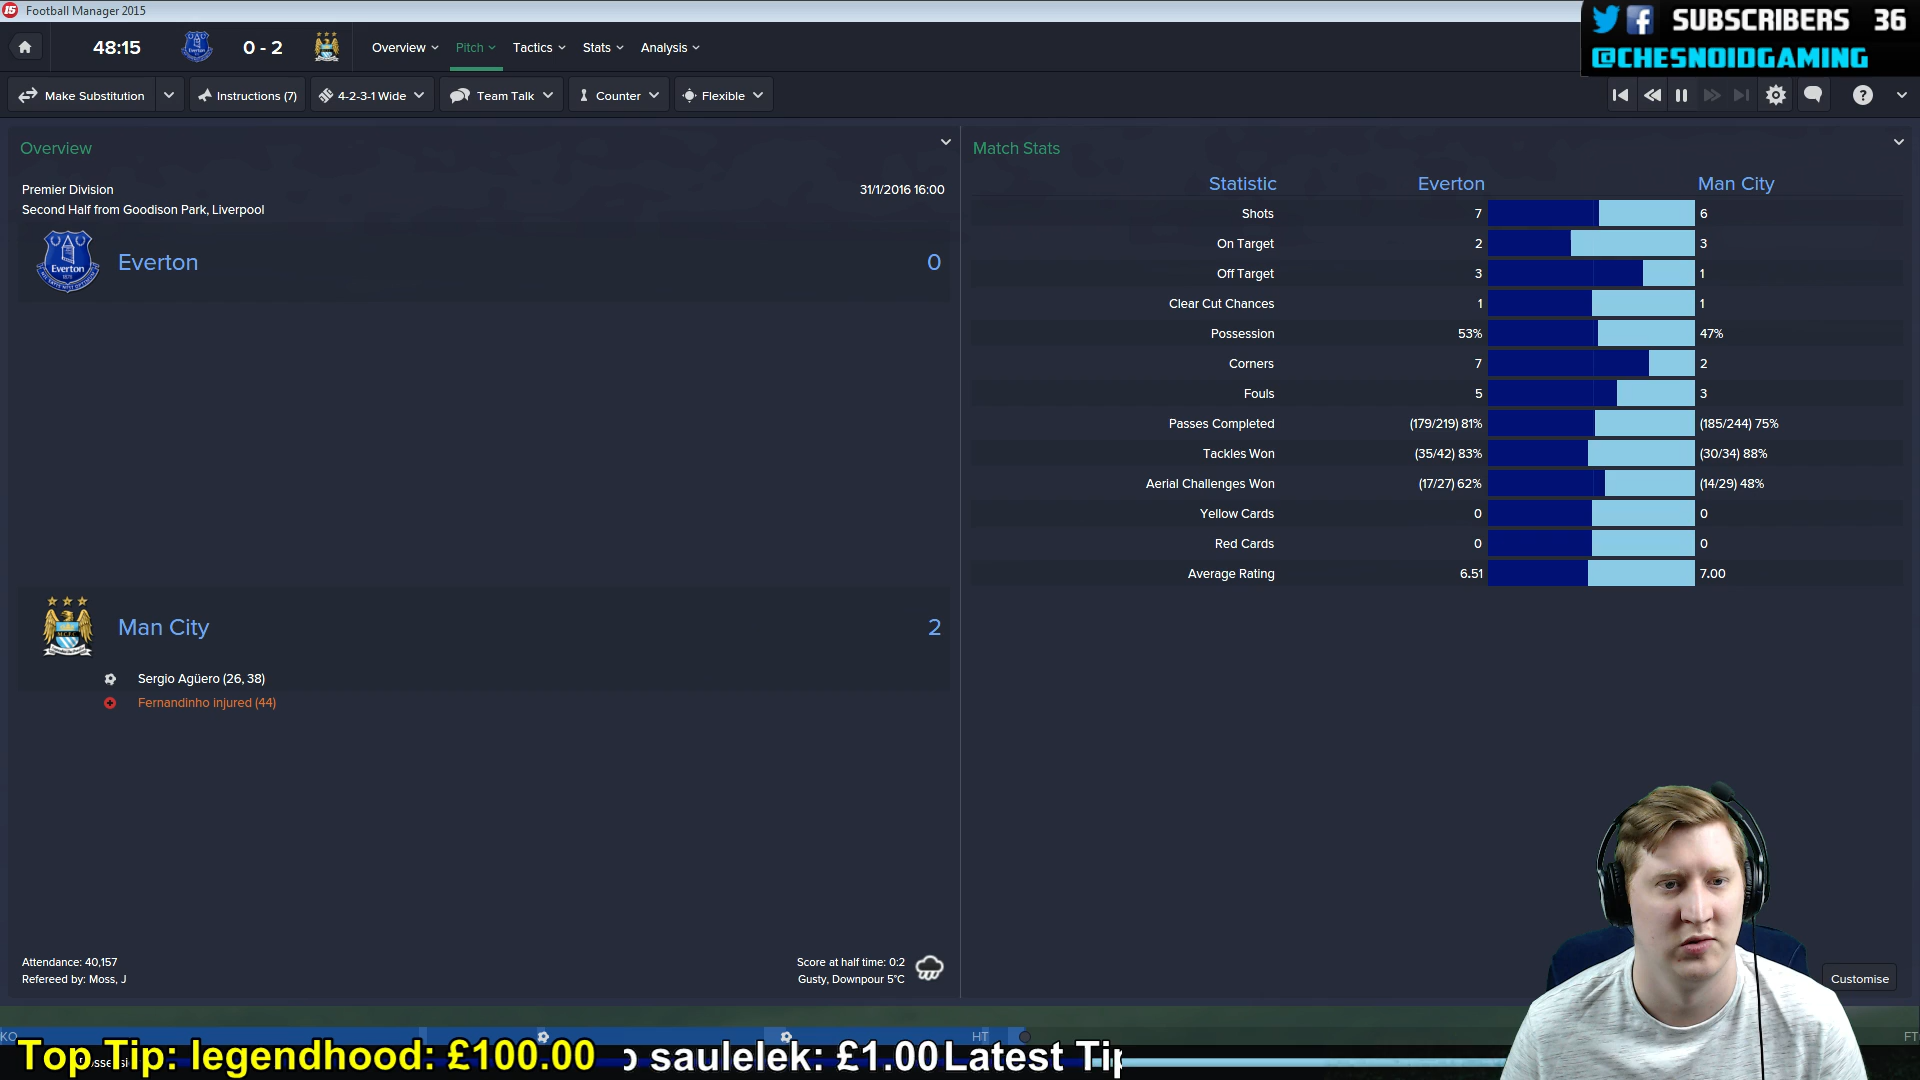 Football Manager 2015
SUBSCRIBERS 36
@CHESNOIDGAMING
48:15 0 - 2 Overview Pitch Tactics Stats Analysis
Make Substitution Instructions (7) 4-2-3-1 Wide Team Talk Counter Flexible
Overview
Premier Division 31/1/2016 16:00
Second Half from Goodison Park, Liverpool
Everton
Everton 0
Man City 2
Sergio Agüero (26, 38)
Fernandinho injured (44)
Attendance: 40,157
Refereed by: Moss, J
Score at half time: 0:2
Gusty, Downpour 5°C
Match Stats
Statistic Everton Man City
Shots 7 6
On Target 2 3
Off Target 3 1
Clear Cut Chances 1 1
Possession 53% 47%
Corners 7 2
Fouls 5 3
Passes Completed (179/219) 81% (185/244) 75%
Tackles Won (35/42) 83% (30/34) 88%
Aerial Challenges Won (17/27) 62% (14/29) 48%
Yellow Cards 0 0
Red Cards 0 0
Average Rating 6.51 7.00
Customise
KO HT FT
Top Tip: legendhood: £100.00 o saulelek: £1.00 Latest Tip